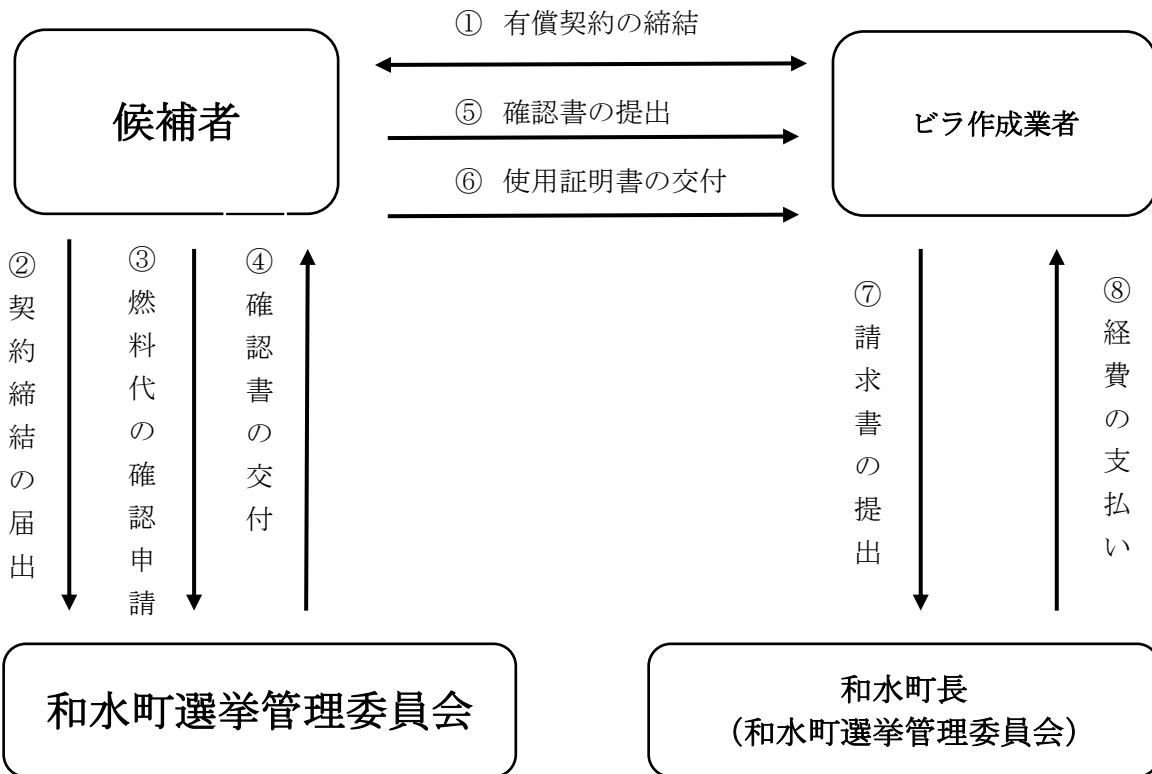 ① 有償契約の締結
候補者
⑤ 確認書の提出
ビラ作成業者
⑥ 使用証明書の交付
②契約締結の届出
③燃料代の確認申請
④確認書の交付
⑦請求書の提出
⑧経費の支払い
和水町選挙管理委員会
和水町長
（和水町選挙管理委員会）